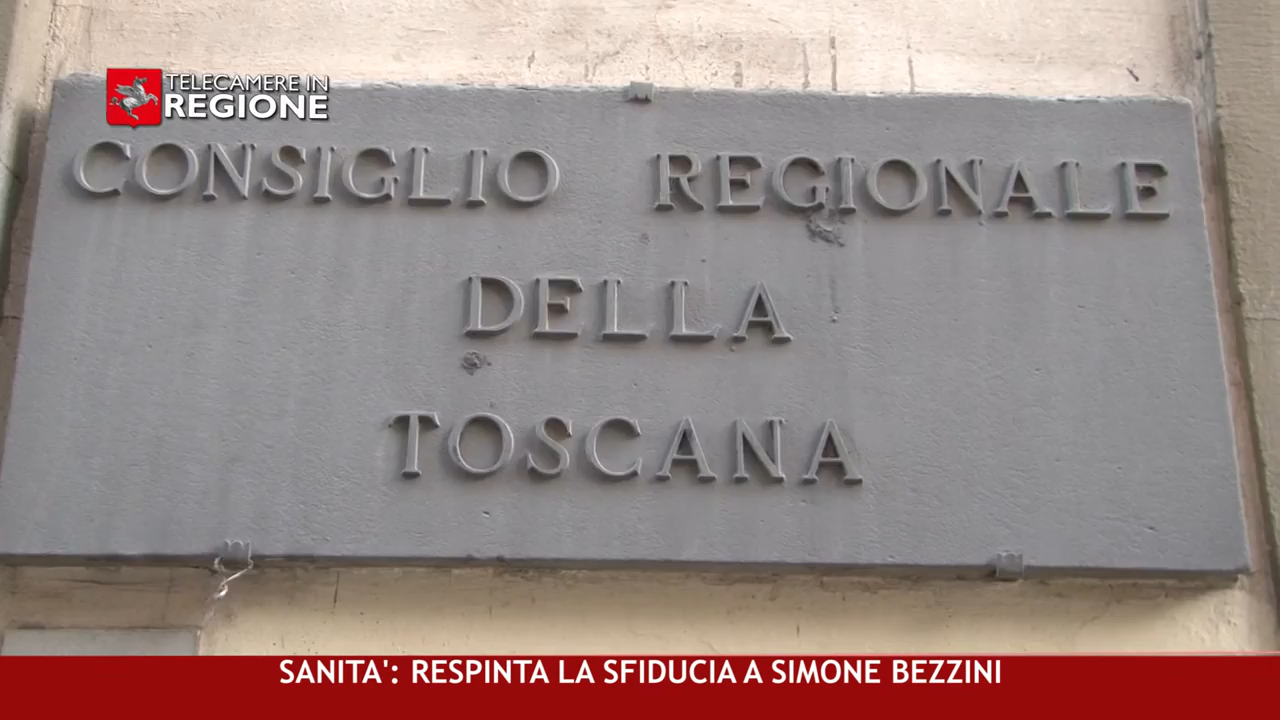 TELECAMERE IN
REGIONE
CONSIGLIO REGIONALE
DELLA
TOSCANA
SANITA': RESPINTA LA SFIDUCIA A SIMONE BEZZINI